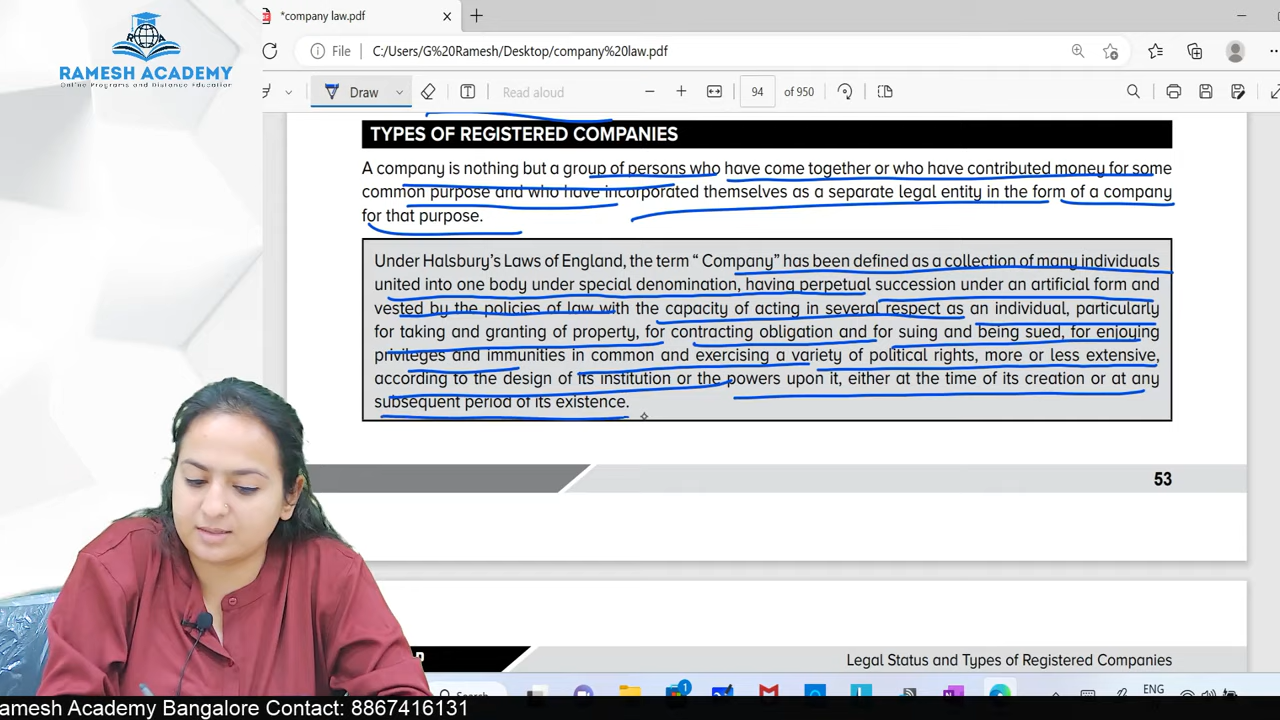 *company law.pdf
RAMESH ACADEMY
Online Programs and Distance Education
File C:/Users/G%20Ramesh/Desktop/company%20law.pdf
Draw Read aloud 94 of 950
TYPES OF REGISTERED COMPANIES
A company is nothing but a group of persons who have come together or who have contributed money for some
common purpose and who have incorporated themselves as a separate legal entity in the form of a company
for that purpose.
Under Halsbury's Laws of England, the term “ Company” has been defined as a collection of many individuals
united into one body under special denomination, having perpetual succession under an artificial form and
vested by the policies of law with the capacity of acting in several respect as an individual, particularly
for taking and granting of property, for contracting obligation and for suing and being sued, for enjoying
privileges and immunities in common and exercising a variety of political rights, more or less extensive,
according to the design of its institution or the powers upon it, either at the time of its creation or at any
subsequent period of its existence.
53
Legal Status and Types of Registered Companies
Search
1
ENG
amesh Academy Bangalore Contact: 8867416131